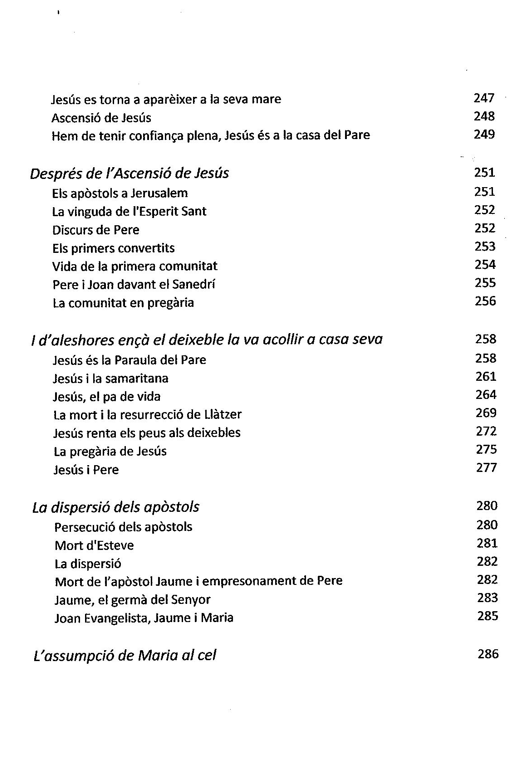 Jesús es torna a aparèixer a la seva mare 247
Ascensió de Jesús 248
Hem de tenir confiança plena, Jesús és a la casa del Pare 249
Després de l'Ascensió de Jesús 251
Els apòstols a Jerusalem 251
La vinguda de l'Esperit Sant 252
Discurs de Pere 252
Els primers convertits 253
Vida de la primera comunitat 254
Pere i Joan davant el Sanedrí 255
La comunitat en pregària 256
I d'aleshores ençà el deixeble la va acollir a casa seva 258
Jesús és la Paraula del Pare 258
Jesús i la samaritana 261
Jesús, el pa de vida 264
La mort i la resurrecció de Llàtzer 269
Jesús renta els peus als deixebles 272
La pregària de Jesús 275
Jesús i Pere 277
La dispersió dels apòstols 280
Persecució dels apòstols 280
Mort d'Esteve 281
La dispersió 282
Mort de l'apòstol Jaume i empresonament de Pere 282
Jaume, el germà del Senyor 283
Joan Evangelista, Jaume i Maria 285
L'assumpció de Maria al cel 286